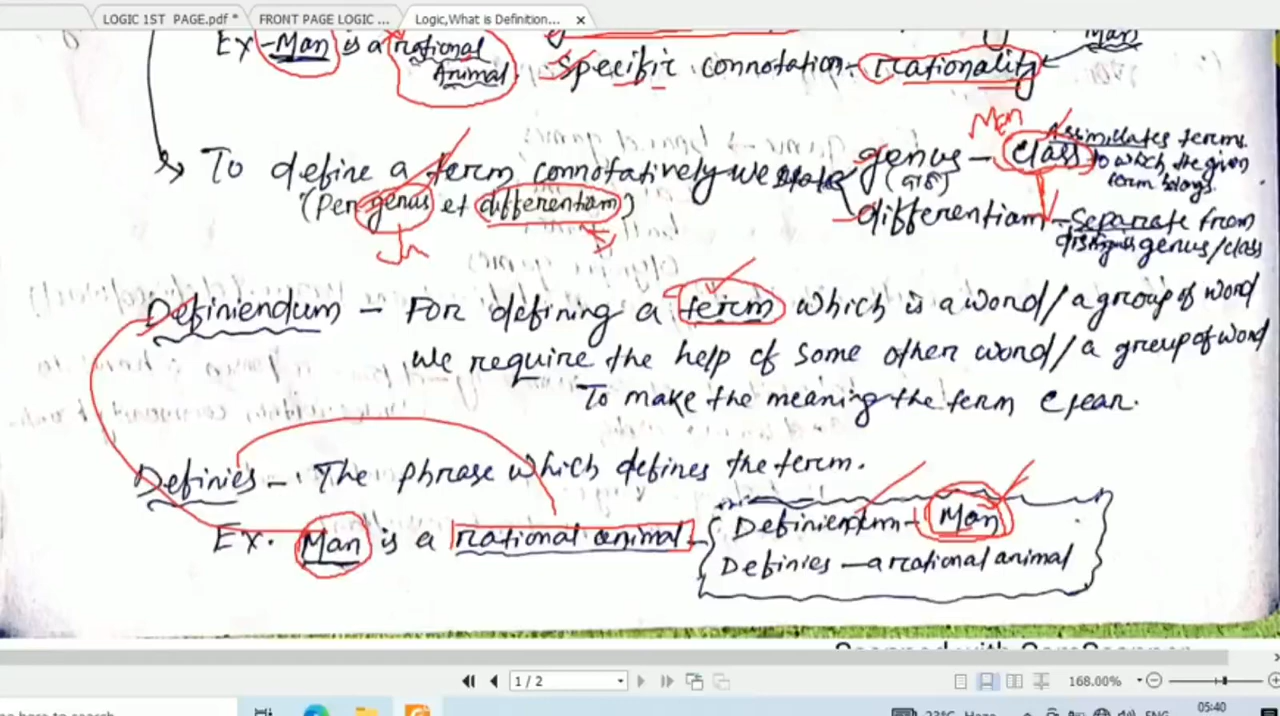 LOGIC 1ST PAGE.pdf *
FRONT PAGE LOGIC ...
Logic,What is Definition...
Ex-Man is a rational
Animal
Specific connotation- rationality
Man
Men
Assimilates terms
To define a term connotatively we state
genus - class
to which the given
term belongs.
(Per genus et differentiam)
differentiam - Separate from
distinguish genus/class
Definiendum - For defining a term which is a word/a group of word
we require the help of some other word/a group of word
To make the meaning the term clear.
Definies - The phrase which defines the term.
Ex. Man is a rational animal -
Definiendum - Man
Definies - a rational animal
1 / 2
168.00%
05:40
ENG